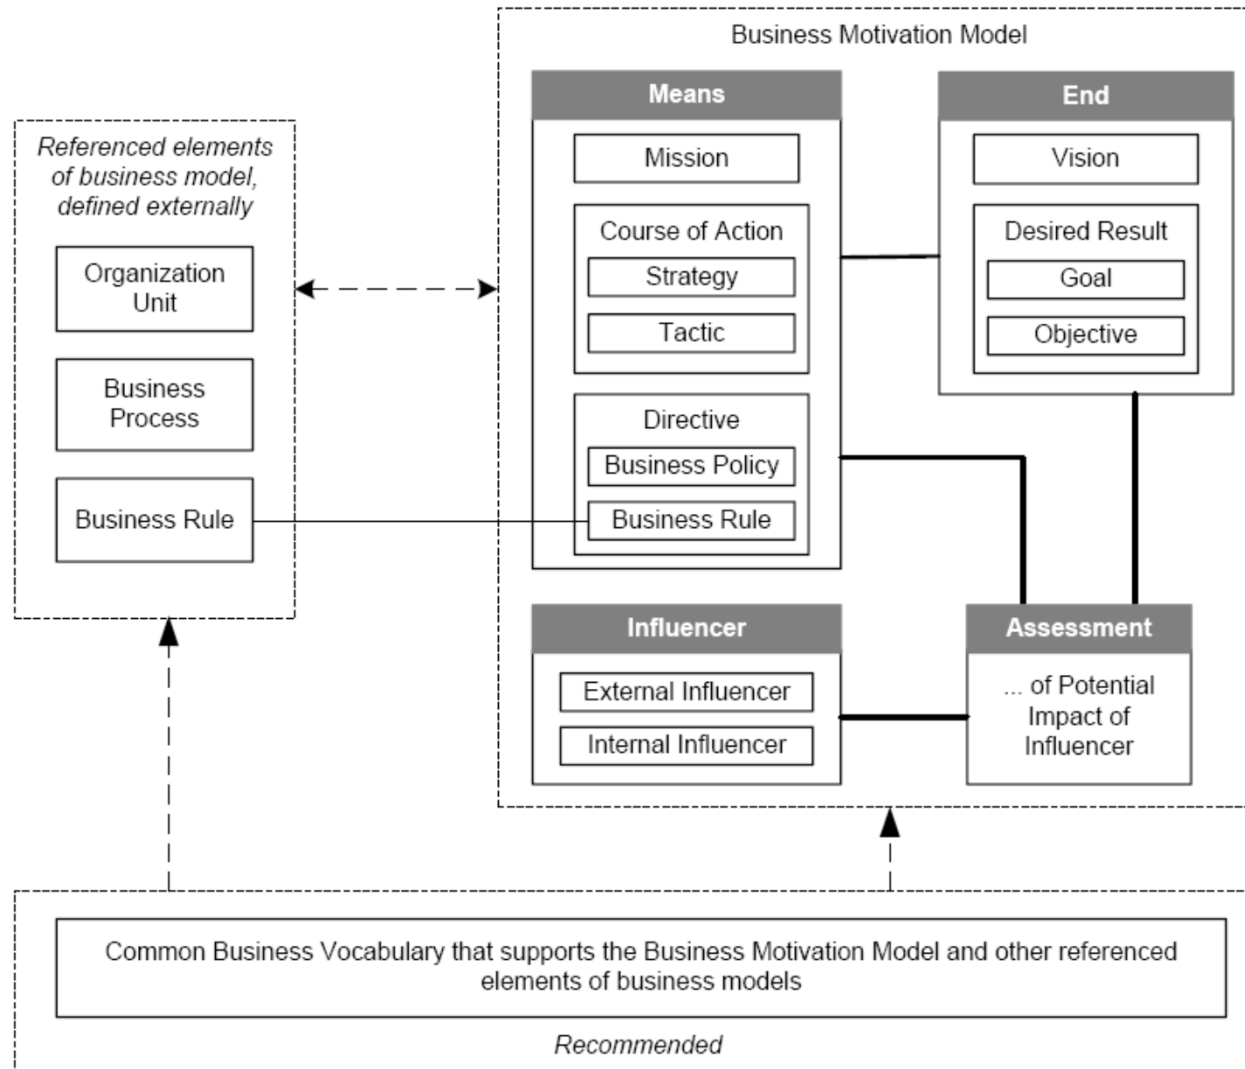 Business Motivation Model
Means
Mission
Course of Action
Strategy
Tactic
Directive
Business Policy
Business Rule
End
Vision
Desired Result
Goal
Objective
Referenced elements
of business model,
defined externally
Organization
Unit
Business
Process
Business Rule
Influencer
External Influencer
Internal Influencer
Assessment
... of Potential
Impact of
Influencer
Common Business Vocabulary that supports the Business Motivation Model and other referenced
elements of business models
Recommended